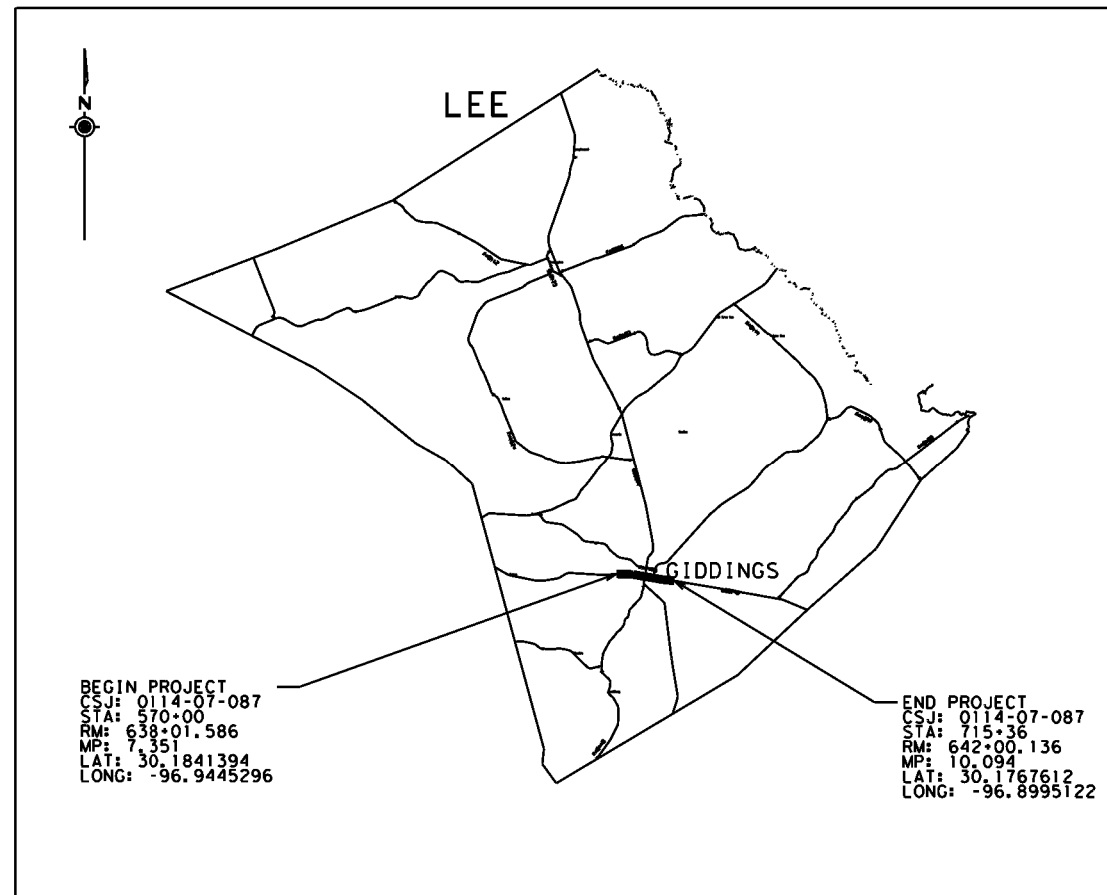 N
LEE
GIDDINGS
BEGIN PROJECT
CSJ: 0114-07-087
STA: 570+00
RM: 638+01.586
MP: 7.351
LAT: 30.1841394
LONG: -96.9445296
END PROJECT
CSJ: 0114-07-087
STA: 715+36
RM: 642+00.136
MP: 10.094
LAT: 30.1767612
LONG: -96.8995122